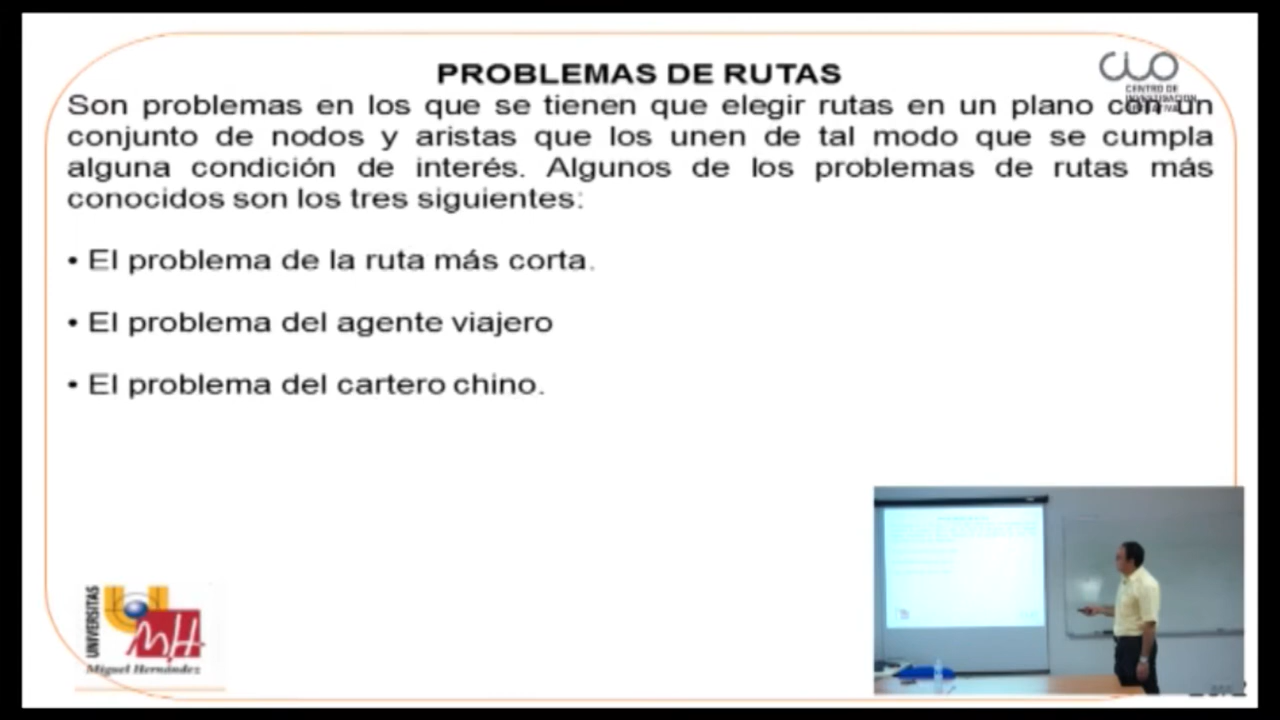 PROBLEMAS DE RUTAS
CIO
CENTRO DE
Son problemas en los que se tienen que elegir rutas en un plano con un
conjunto de nodos y aristas que los unen de tal modo que se cumpla
alguna condición de interés. Algunos de los problemas de rutas más
conocidos son los tres siguientes:
• El problema de la ruta más corta.
• El problema del agente viajero
• El problema del cartero chino.
UNIVERSITAS
Miguel Hernández